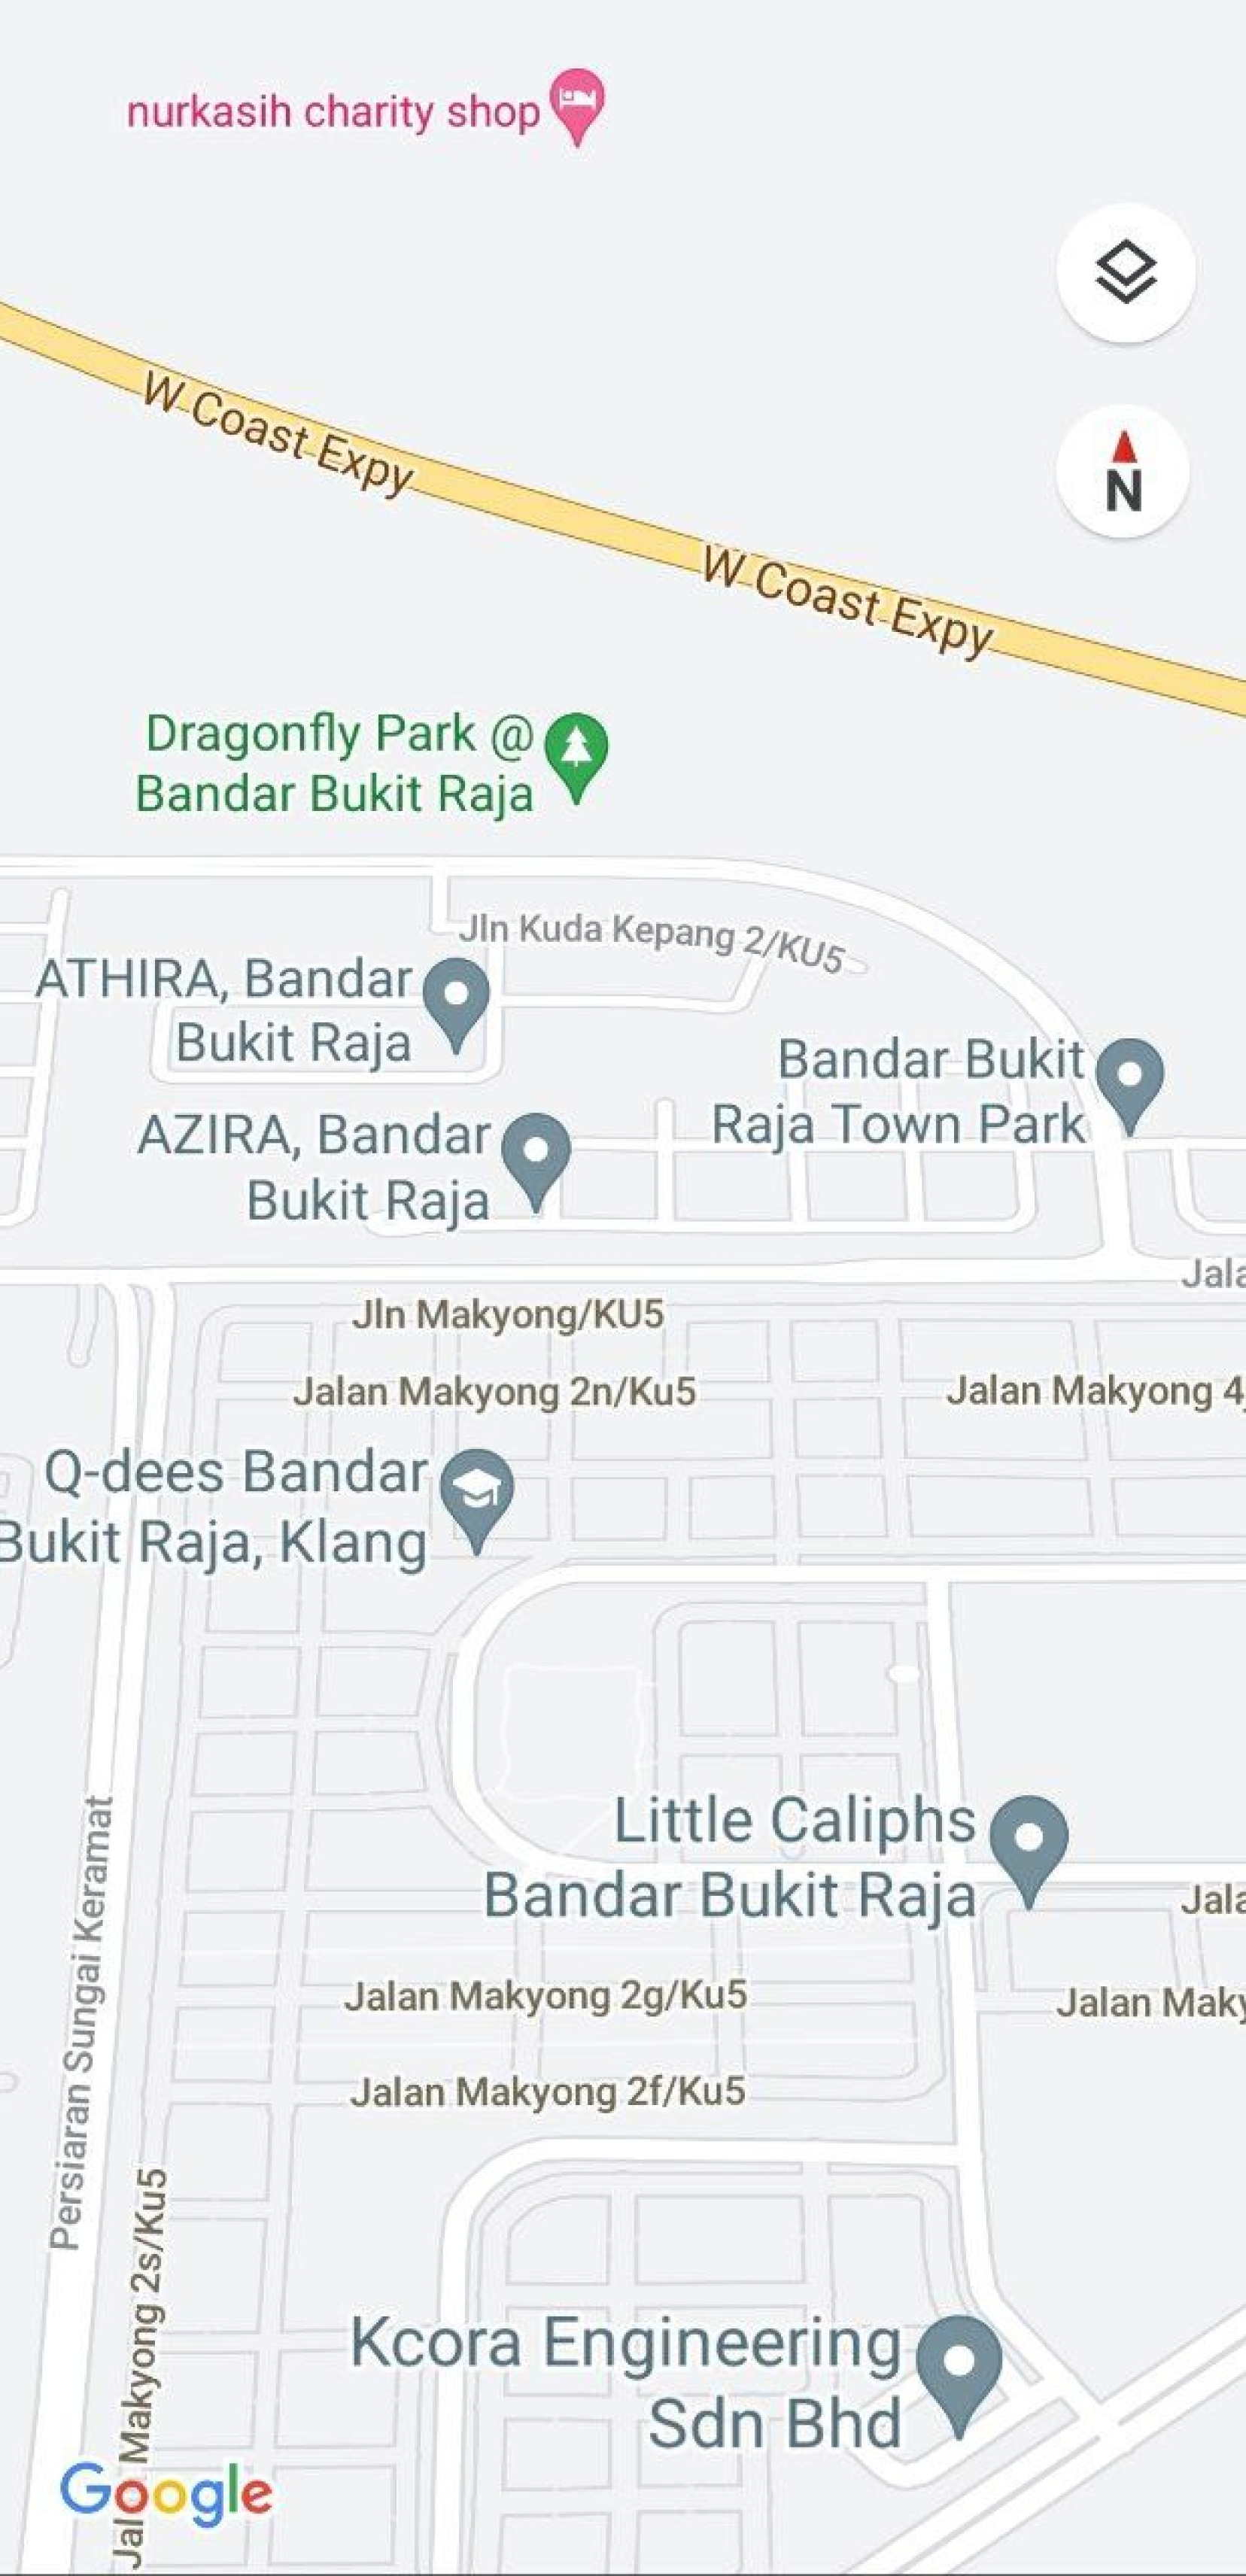 nurkasih charity shop
N
W Coast Expy
W Coast Expy
Dragonfly Park @
Bandar Bukit Raja
Jln Kuda Kepang 2/KU5
ATHIRA, Bandar
Bukit Raja
Bandar Bukit
Raja Town Park
AZIRA, Bandar
Bukit Raja
Jala
Jln Makyong/KU5
Jalan Makyong 2n/Ku5
Jalan Makyong 4
Q-dees Bandar
Bukit Raja, Klang
Little Caliphs
Bandar Bukit Raja
Jala
Persiaran Sungai Keramat
Jalan Makyong 2g/Ku5
Jalan Maky
Jalan Makyong 2f/Ku5
Jal Makyong 2s/Ku5
Kcora Engineering
Sdn Bhd
Google